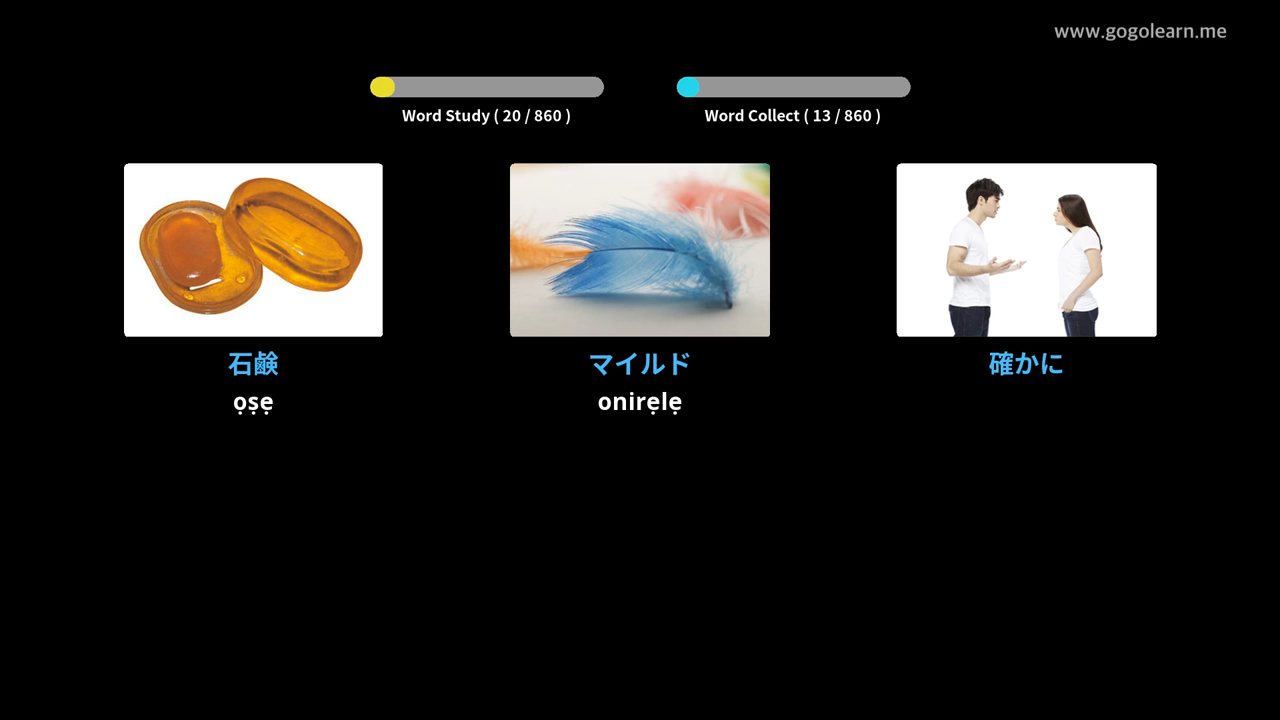 www.gogolearn.me
Word Study ( 20 / 860 )
Word Collect ( 13 / 860 )
石鹸
マイルド
確かに
ọṣẹ
onirẹlẹ